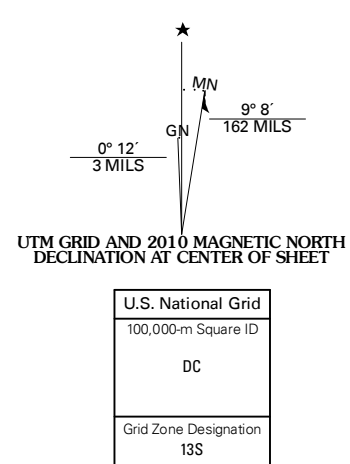 MN
9° 8´
162 MILS
GN
0° 12´
3 MILS
UTM GRID AND 2010 MAGNETIC NORTH
DECLINATION AT CENTER OF SHEET
U.S. National Grid
100,000-m Square ID
DC
Grid Zone Designation
13S